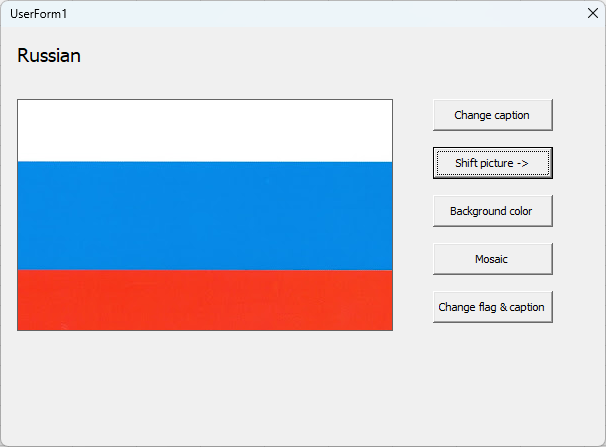 UserForm1
Russian
Change caption
Shift picture ->
Background color
Mosaic
Change flag & caption